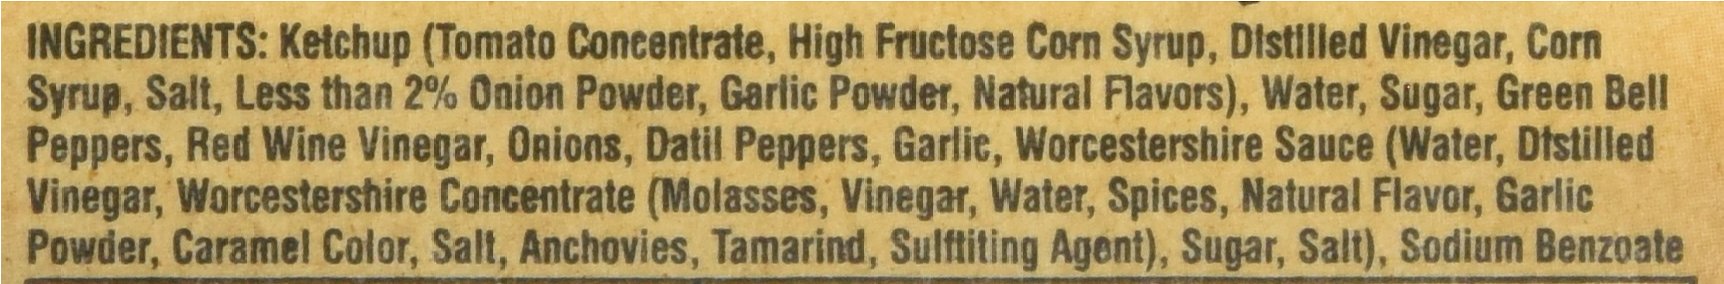 INGREDIENTS: Ketchup (Tomato Concentrate, High Fructose Corn Syrup, Distilled Vinegar, Corn
Syrup, Salt, Less than 2% Onion Powder, Garlic Powder, Natural Flavors), Water, Sugar, Green Bell
Peppers, Red Wine Vinegar, Onions, Datil Peppers, Garlic, Worcestershire Sauce (Water, Distilled
Vinegar, Worcestershire Concentrate (Molasses, Vinegar, Water, Spices, Natural Flavor, Garlic
Powder, Caramel Color, Salt, Anchovies, Tamarind, Sulftiting Agent), Sugar, Salt), Sodium Benzoate